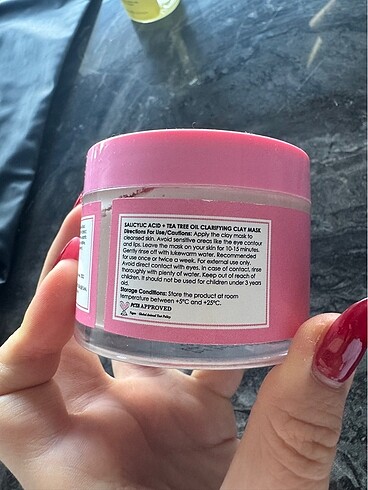 SALICYLIC ACID + TEA TREE OIL CLARIFYING CLAY MASK
Directions For Use/Cautions: Apply the clay mask to
cleansed skin. Avoid sensitive areas like the eye contour
and lips. Leave the mask on your skin for 10-15 minutes.
Gently rinse off with lukewarm water. Recommended
for use once or twice a week. For external use only.
Avoid direct contact with eyes. In case of contact, rinse
thoroughly with plenty of water. Keep out of reach of
children. It should not be used for children under 3 years
old.
Storage Conditions: Store the product at room
temperature between +5°C and +25°C.
PETA APPROVED
Vegan - Global Animal Test Policy